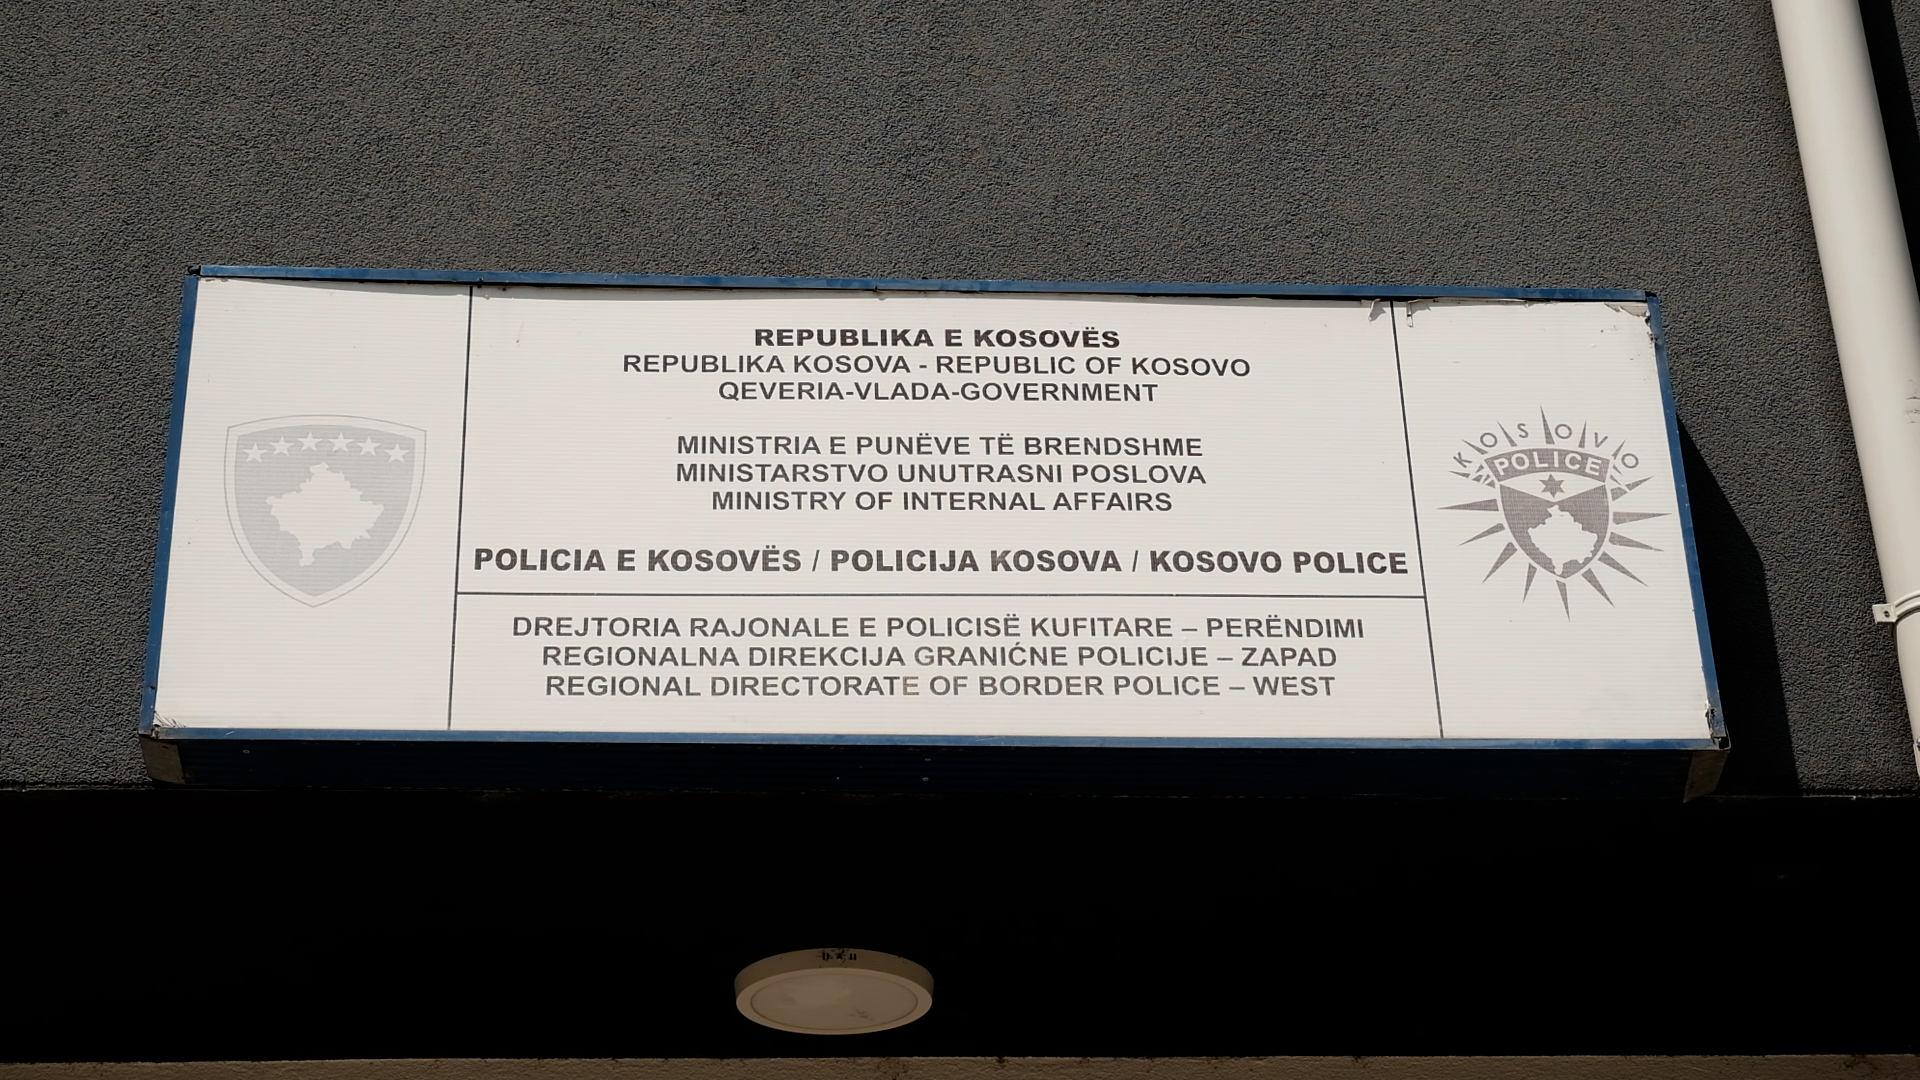 REPUBLIKA E KOSOVËS
REPUBLIKA KOSOVA - REPUBLIC OF KOSOVO
QEVERIA-VLADA-GOVERNMENT
MINISTRIA E PUNËVE TË BRENDSHME
MINISTARSTVO UNUTRASNI POSLOVA
MINISTRY OF INTERNAL AFFAIRS
POLICIA E KOSOVËS / POLICIJA KOSOVA / KOSOVO POLICE
DREJTORIA RAJONALE E POLICISË KUFITARE – PERËNDIMI
REGIONALNA DIREKCIJA GRANIĆNE POLICIJE – ZAPAD
REGIONAL DIRECTORATE OF BORDER POLICE – WEST
KOSOVO
POLICE